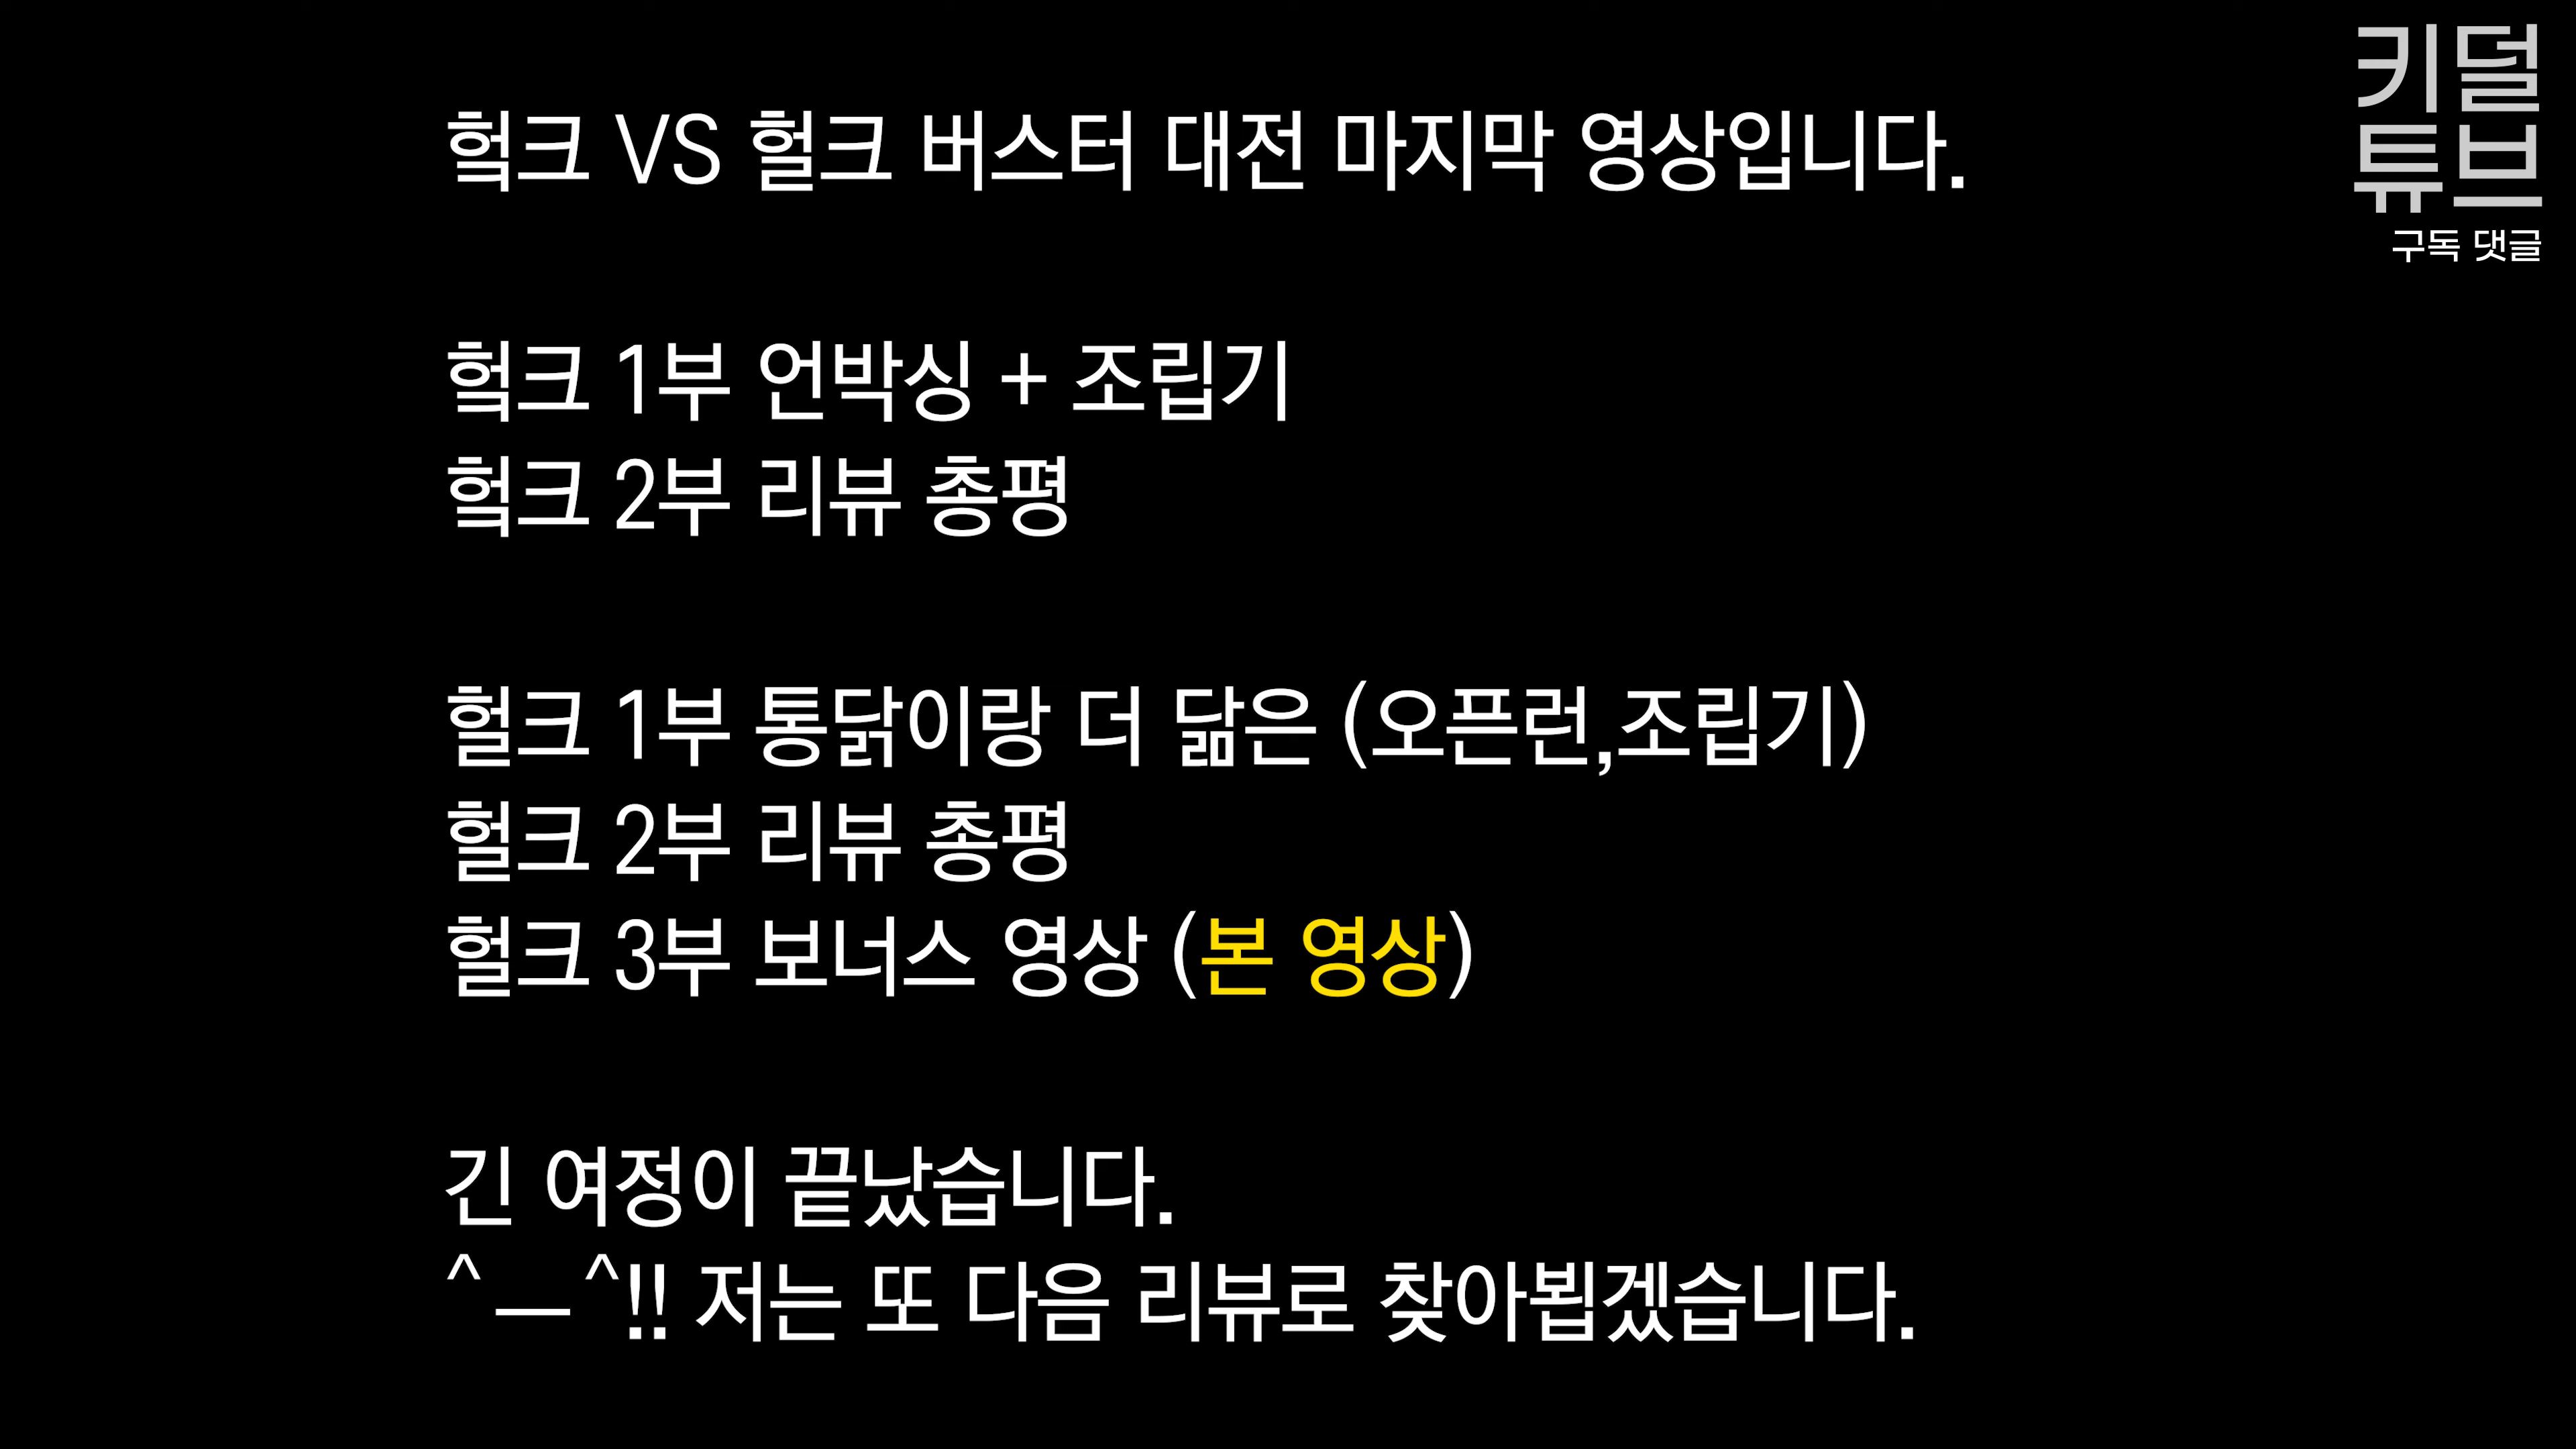 헠크 VS 헐크 버스터 대전 마지막 영상입니다.
헠크 1부 언박싱 + 조립기
헠크 2부 리뷰 총평
헐크 1부 통닭이랑 더 닮은 (오픈런,조립기)
헐크 2부 리뷰 총평
헐크 3부 보너스 영상 (본 영상)
긴 여정이 끝났습니다.
^ㅡ^!! 저는 또 다음 리뷰로 찾아뵙겠습니다.
키덜
튜브
구독 댓글